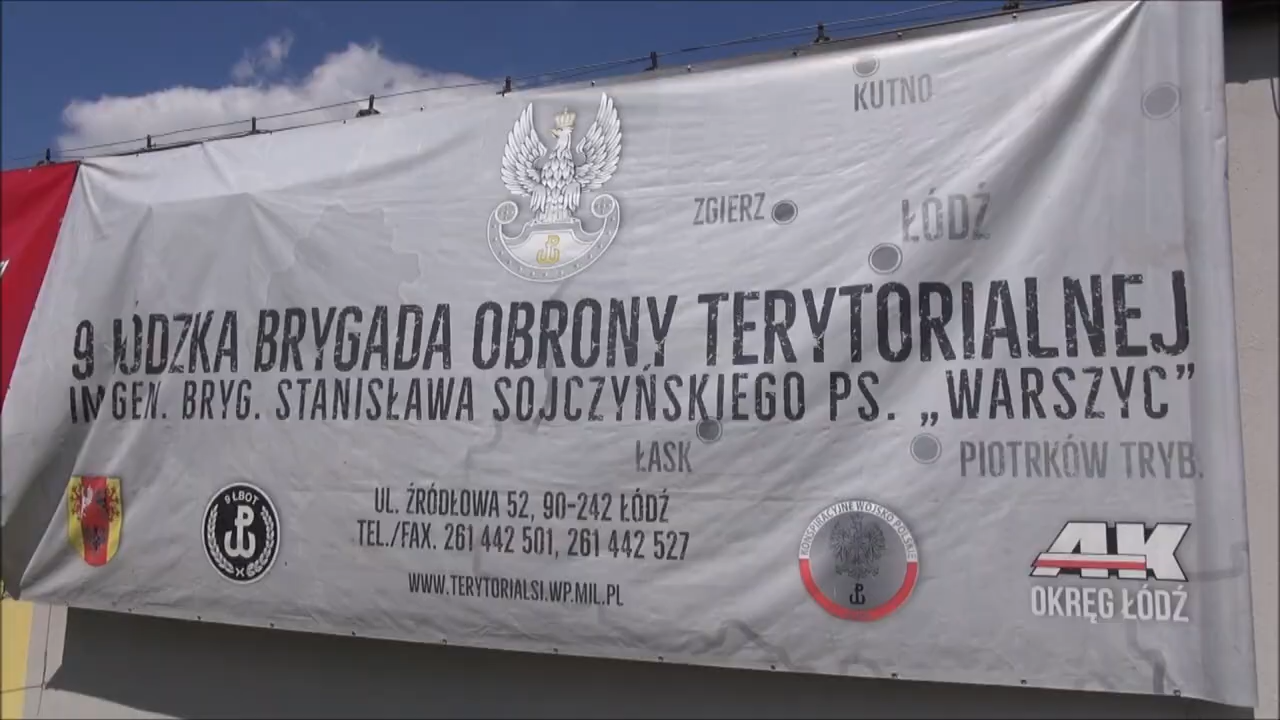 KUTNO
ZGIERZ
ŁÓDŹ
9 ŁÓDZKA BRYGADA OBRONY TERYTORIALNEJ
IM GEN. BRYG. STANISŁAWA SOJCZYŃSKIEGO PS. „WARSZYC”
ŁASK
PIOTRKÓW TRYB.
9 ŁBOT
UL. ŹRÓDŁOWA 52, 90-242 ŁÓDŹ
TEL./FAX. 261 442 501, 261 442 527
WWW.TERYTORIALSI.WP.MIL.PL
KONSPIRACYJNE WOJSKO POLSKIE
AK
OKRĘG ŁÓDŹ